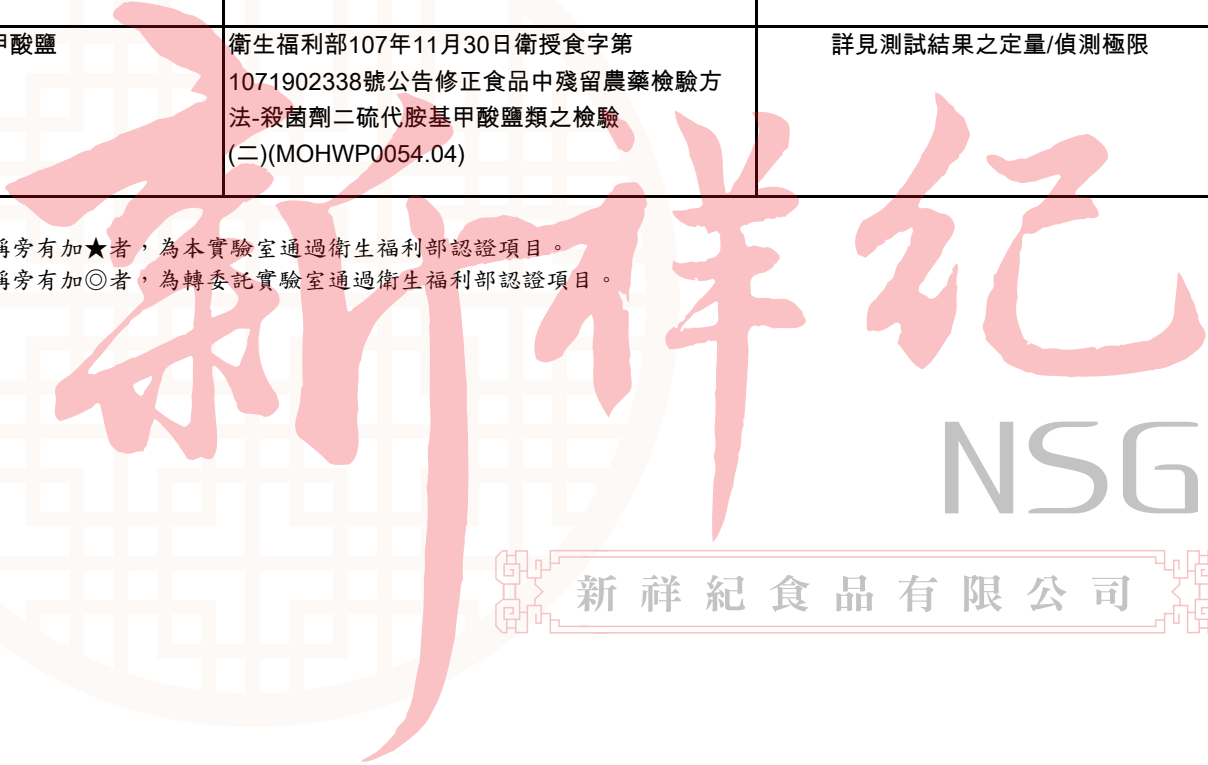 甲酸鹽
衛生福利部107年11月30日衛授食字第
1071902338號公告修正食品中殘留農藥檢驗方
法-殺菌劑二硫代胺基甲酸鹽類之檢驗
(二)(MOHWP0054.04)
詳見測試結果之定量/偵測極限
稱旁有加★者，為本實驗室通過衛生福利部認證項目。
稱旁有加◎者，為轉委託實驗室通過衛生福利部認證項目。
新祥紀
NSG
新祥紀食品有限公司